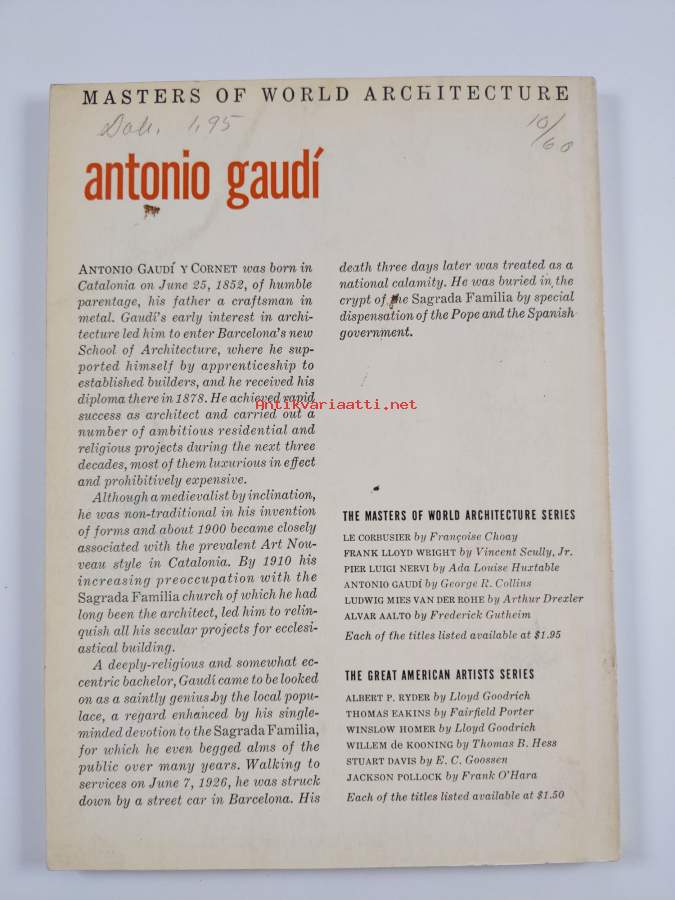 MASTERS OF WORLD ARCHITECTURE
1,95
10/60
antonio gaudí
ANTONIO GAUDÍ Y CORNET was born in
Catalonia on June 25, 1852, of humble
parentage, his father a craftsman in
metal. Gaudí's early interest in archi-
tecture led him to enter Barcelona's new
School of Architecture, where he sup-
ported himself by apprenticeship to
established builders, and he received his
diploma there in 1878. He achieved rapid
success as architect and carried out a
number of ambitious residential and
religious projects during the next three
decades, most of them luxurious in effect
and prohibitively expensive.
Although a medievalist by inclination,
he was non-traditional in his invention
of forms and about 1900 became closely
associated with the prevalent Art Nou-
veau style in Catalonia. By 1910 his
increasing preoccupation with the
Sagrada Familia church of which he had
long been the architect, led him to relin-
quish all his secular projects for ecclesi-
astical building.
A deeply-religious and somewhat ec-
centric bachelor, Gaudí came to be looked
on as a saintly genius by the local popu-
lace, a regard enhanced by his single-
minded devotion to the Sagrada Familia,
for which he even begged alms of the
public over many years. Walking to
services on June 7, 1926, he was struck
down by a street car in Barcelona. His
death three days later was treated as a
national calamity. He was buried in the
crypt of the Sagrada Familia by special
dispensation of the Pope and the Spanish
government.
Antikvariaatti.net
THE MASTERS OF WORLD ARCHITECTURE SERIES
LE CORBUSIER by Françoise Choay
FRANK LLOYD WRIGHT by Vincent Scully, Jr.
PIER LUIGI NERVI by Ada Louise Huxtable
ANTONIO GAUDÍ by George R. Collins
LUDWIG MIES VAN DER ROHE by Arthur Drexler
ALVAR AALTO by Frederick Gutheim
Each of the titles listed available at $1.95
THE GREAT AMERICAN ARTISTS SERIES
ALBERT P. RYDER by Lloyd Goodrich
THOMAS EAKINS by Fairfield Porter
WINSLOW HOMER by Lloyd Goodrich
WILLEM de KOONING by Thomas B. Hess
STUART DAVIS by E. C. Goossen
JACKSON POLLOCK by Frank O'Hara
Each of the titles listed available at $1.50